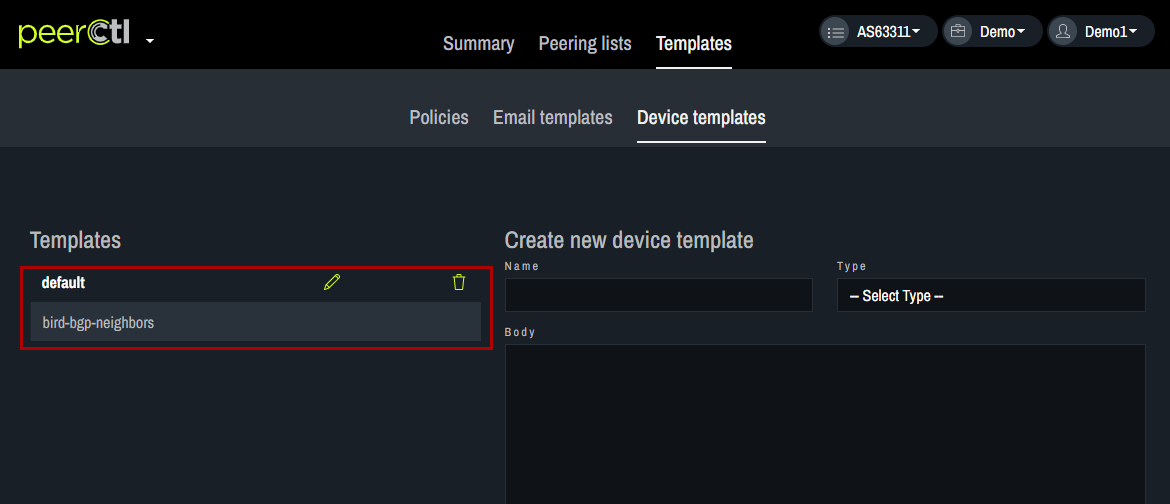 peerCtl
Summary Peering lists Templates
AS63311 Demo Demo1
Policies Email templates Device templates
Templates
default
bird-bgp-neighbors
Create new device template
Name Type
-- Select Type --
Body